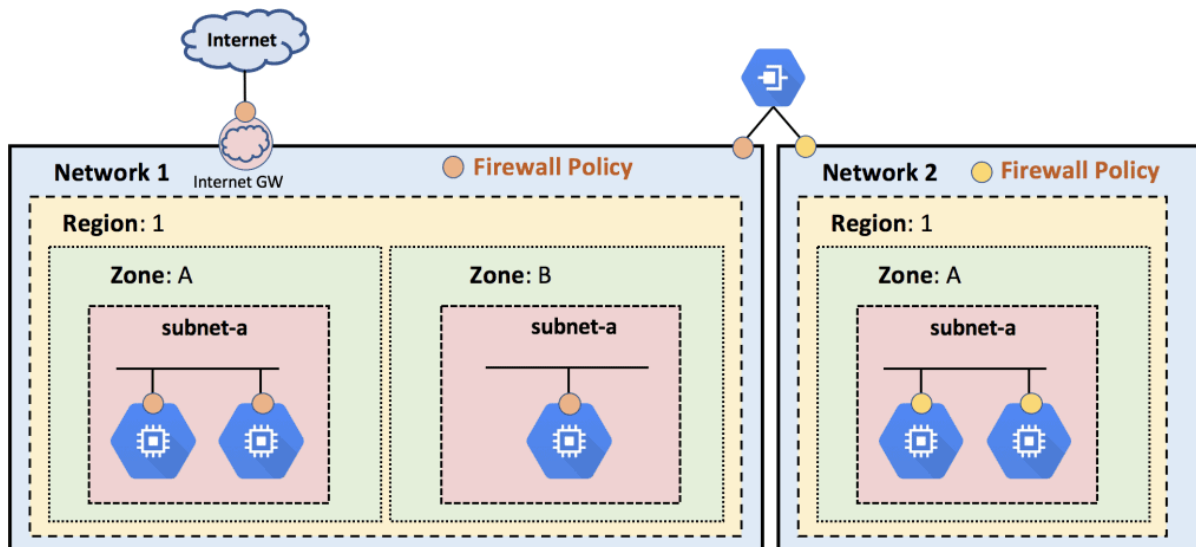 Internet
Internet GW
Network 1
Firewall Policy
Region: 1
Zone: A
subnet-a
Zone: B
subnet-a
Network 2
Firewall Policy
Region: 1
Zone: A
subnet-a